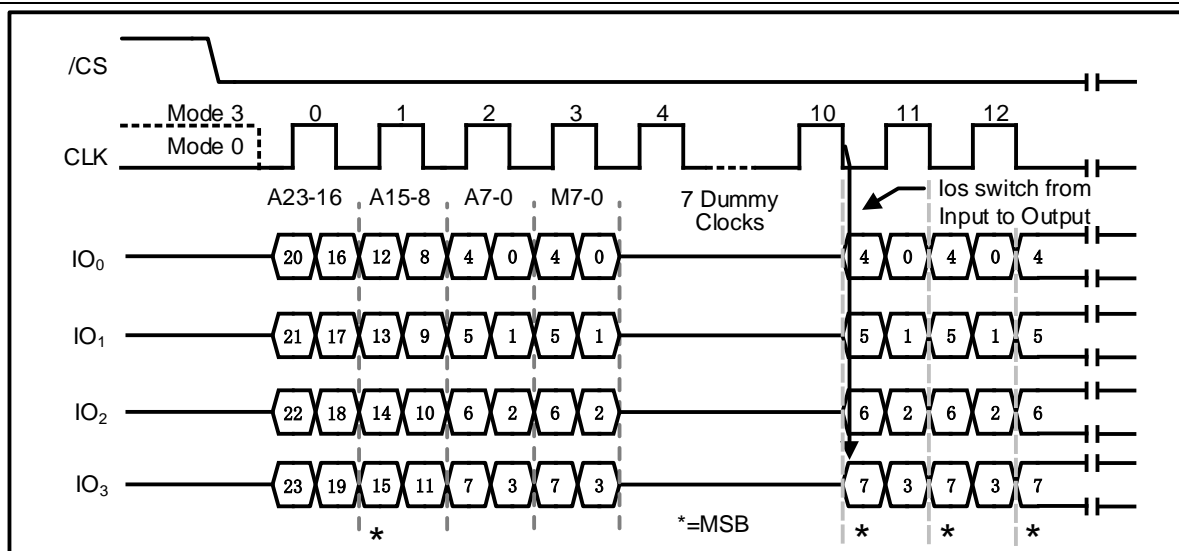 /CS
Mode 3 0 1 2 3 4 10 11 12
CLK Mode 0
A23-16 A15-8 A7-0 M7-0 7 Dummy Clocks Ios switch from
Input to Output
IO0 20 16 12 8 4 0 4 0 4 0 4 0 4
IO1 21 17 13 9 5 1 5 1 5 1 5 1 5
IO2 22 18 14 10 6 2 6 2 6 2 6 2 6
IO3 23 19 15 11 7 3 7 3 7 3 7 3 7
* *=MSB * * *